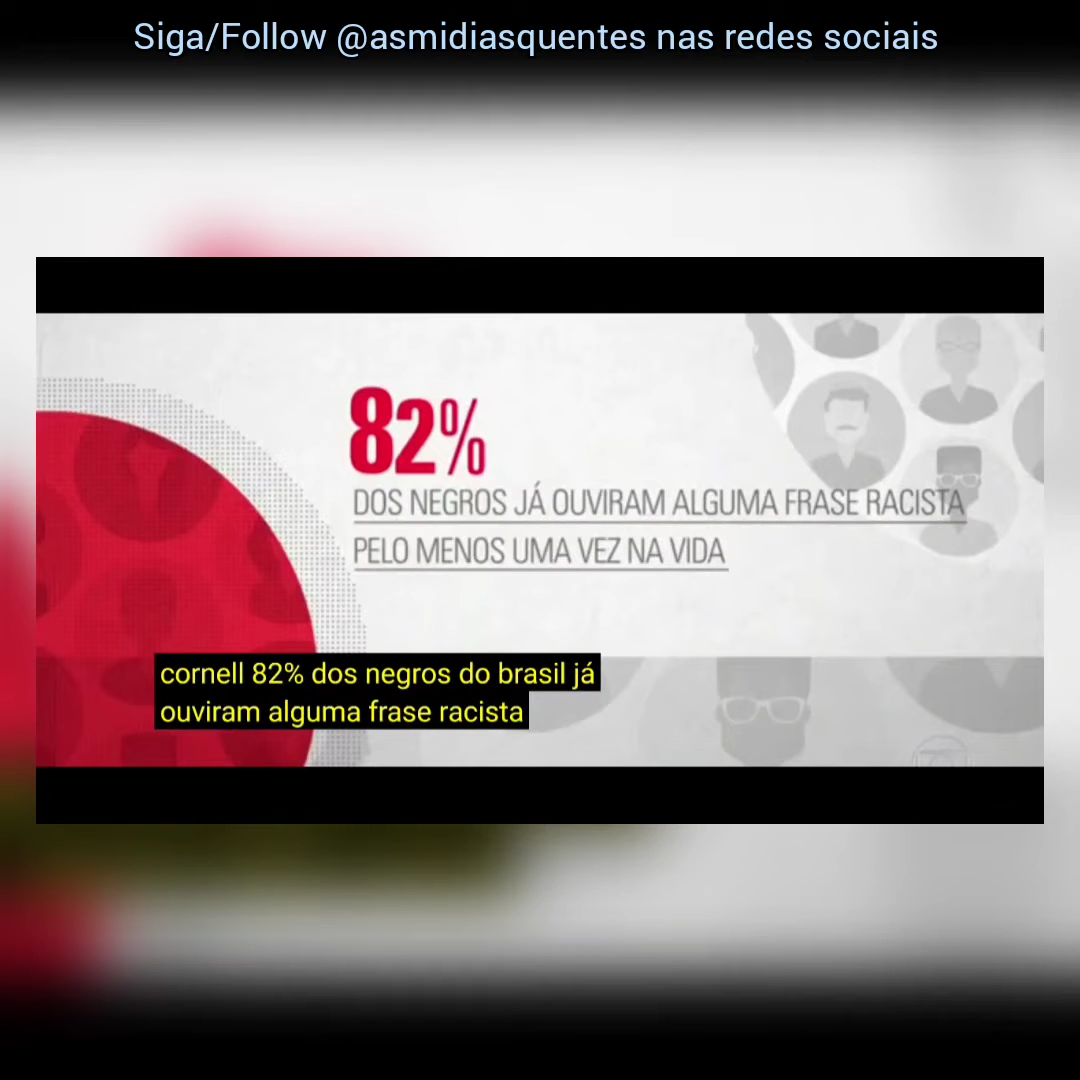 Siga/Follow @asmidiasquentes nas redes sociais
82%
DOS NEGROS JÁ OUVIRAM ALGUMA FRASE RACISTA
PELO MENOS UMA VEZ NA VIDA
cornell 82% dos negros do brasil já
ouviram alguma frase racista